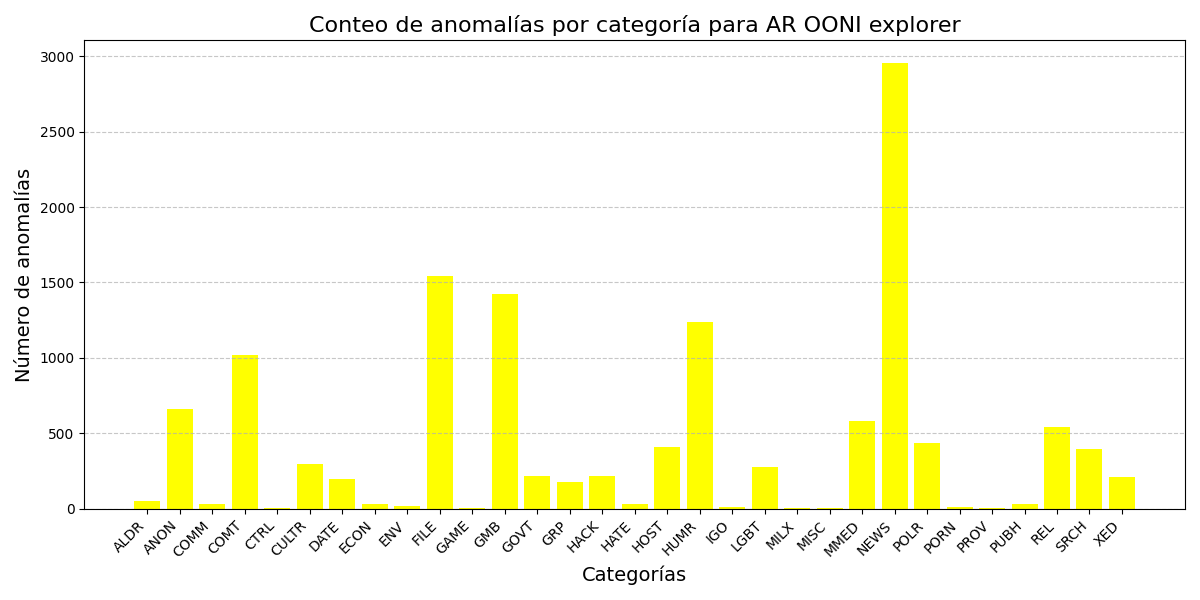 Conteo de anomalías por categoría para AR OONI explorer
Número de anomalías
3000
2500
2000
1500
1000
500
0
ALDR
ANON
COMM
COMT
CTRL
CULTR
DATE
ECON
ENV
FILE
GAME
GMB
GOVT
GRP
HACK
HATE
HOST
HUMR
IGO
LGBT
MILX
MISC
MMED
NEWS
POLR
PORN
PROV
PUBH
REL
SRCH
XED
Categorías